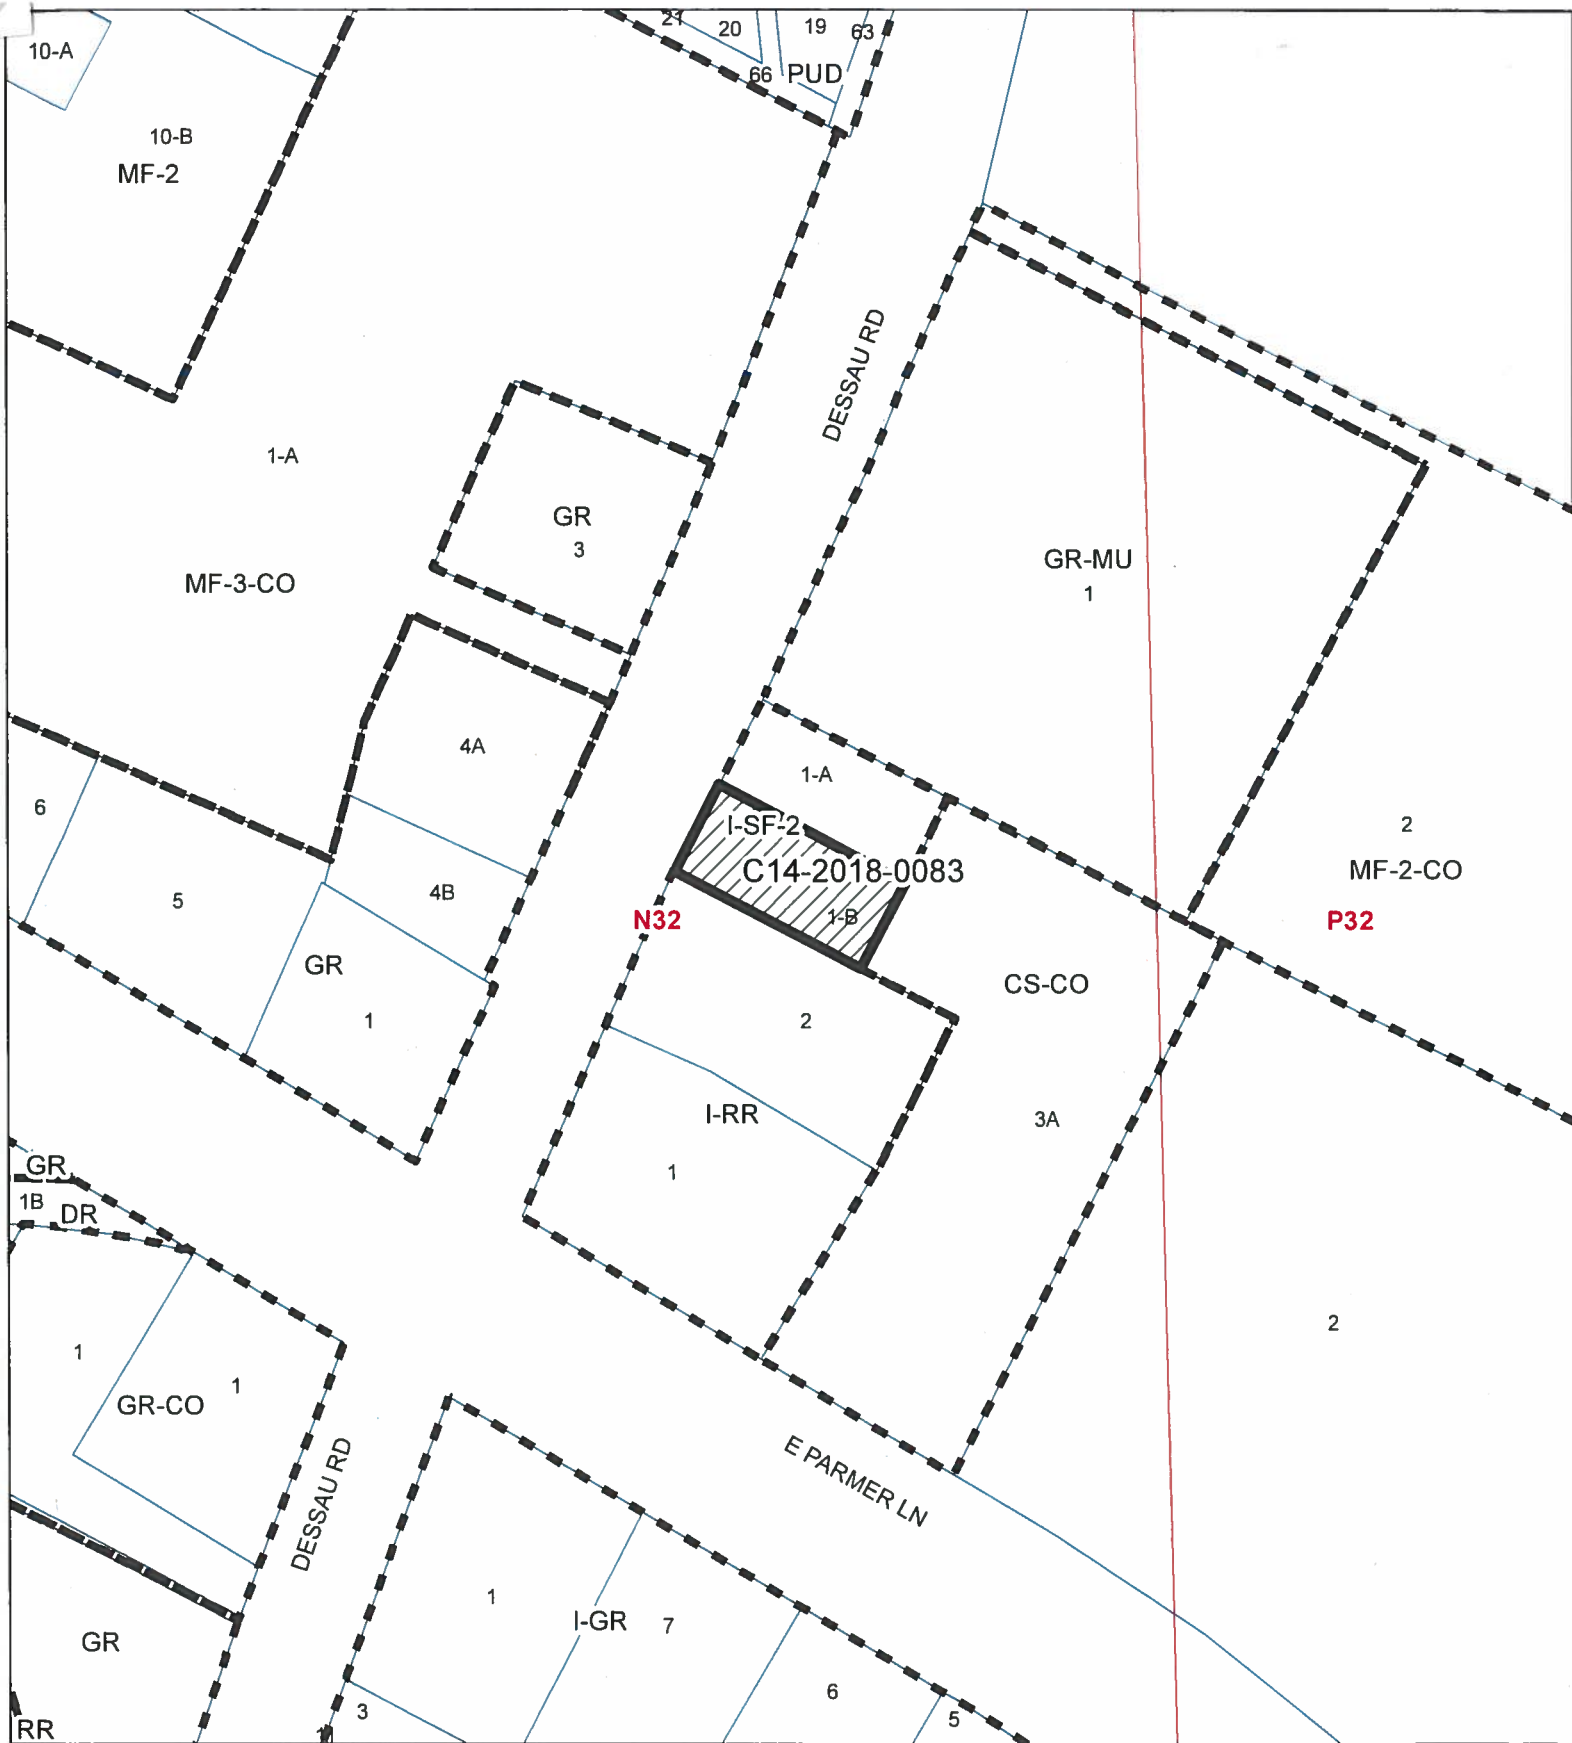 21
20
19
63
10-A
66
PUD
10-B
MF-2
DESSAU RD
1-A
GR
3
GR-MU
1
MF-3-CO
4A
1-A
6
I-SF-2
2
C14-2018-0083
MF-2-CO
4B
5
1-B
N32
P32
GR
CS-CO
1
2
I-RR
3A
GR
1
1B
DR
2
1
1
GR-CO
E PARMER LN
DESSAU RD
1
I-GR
7
GR
6
3
5
RR